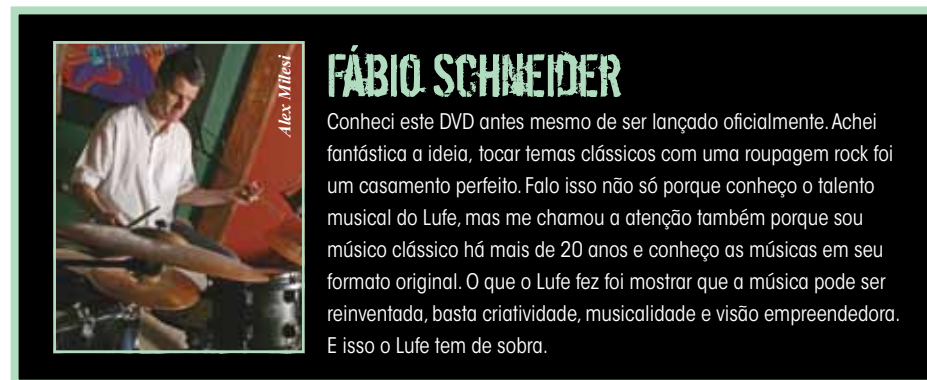 Alex Milesi
FÁBIO SCHNEIDER
Conheci este DVD antes mesmo de ser lançado oficialmente. Achei
fantástica a ideia, tocar temas clássicos com uma roupagem rock foi
um casamento perfeito. Falo isso não só porque conheço o talento
musical do Lufe, mas me chamou a atenção também porque sou
músico clássico há mais de 20 anos e conheço as músicas em seu
formato original. O que o Lufe fez foi mostrar que a música pode ser
reinventada, basta criatividade, musicalidade e visão empreendedora.
E isso o Lufe tem de sobra.